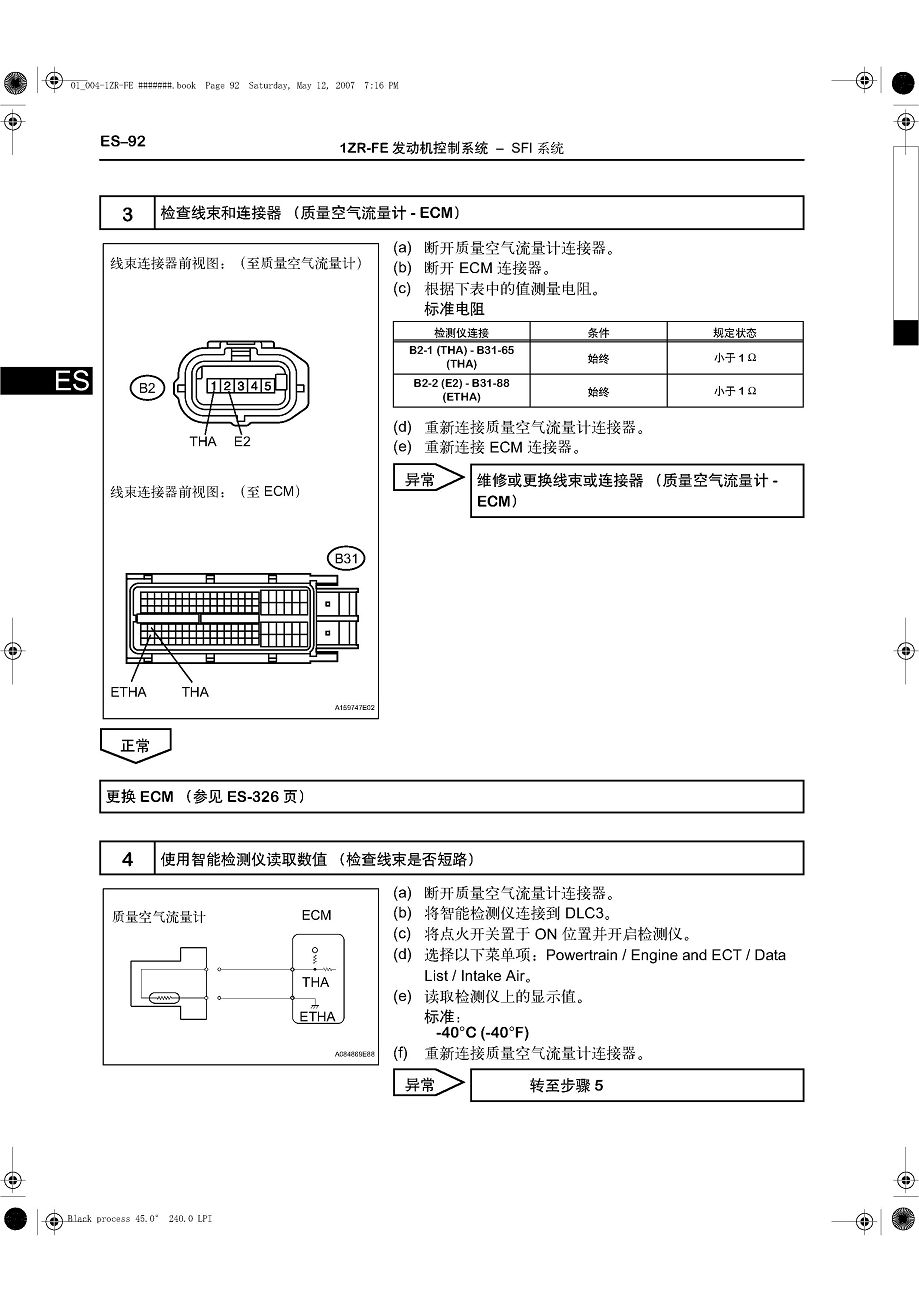 01_004-1ZR-FE #######.book Page 92 Saturday, May 12, 2007 7:16 PM
ES–92
1ZR-FE 发动机控制系统 – SFI 系统
3 检查线束和连接器（质量空气流量计 - ECM）
线束连接器前视图：（至质量空气流量计）
B2
1 2 3 4 5
THA E2
线束连接器前视图：（至 ECM）
B31
ETHA THA
A159747E02
(a) 断开质量空气流量计连接器。
(b) 断开 ECM 连接器。
(c) 根据下表中的值测量电阻。
标准电阻
检测仪连接 条件 规定状态
B2-1 (THA) - B31-65
(THA)
始终 小于 1 Ω
B2-2 (E2) - B31-88
(ETHA)
始终 小于 1 Ω
(d) 重新连接质量空气流量计连接器。
(e) 重新连接 ECM 连接器。
异常
维修或更换线束或连接器（质量空气流量计 -
ECM）
ES
正常
更换 ECM（参见 ES-326 页）
4 使用智能检测仪读取数值（检查线束是否短路）
质量空气流量计 ECM
THA
ETHA
A084869E88
(a) 断开质量空气流量计连接器。
(b) 将智能检测仪连接到 DLC3。
(c) 将点火开关置于 ON 位置并开启检测仪。
(d) 选择以下菜单项：Powertrain / Engine and ECT / Data
List / Intake Air。
(e) 读取检测仪上的显示值。
标准：
-40°C (-40°F)
(f) 重新连接质量空气流量计连接器。
异常
转至步骤 5
Black process 45.0° 240.0 LPI